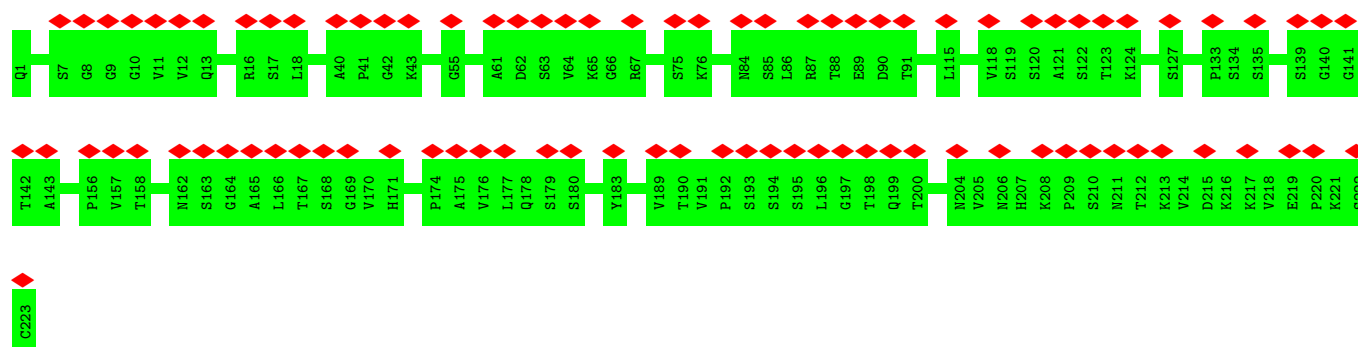 Q1 S7 G8 G9 G10 V11 V12 Q13 R16 S17 L18 A40 P41 G42 K43 G55 A61 D62 S63 V64 K65 G66 R67 S75 K76 N84 S85 L86 R87 T88 E89 D90 T91 L115 V118 S119 S120 A121 S122 T123 K124 S127 P133 S134 S135 S139 G140 G141
T142 A143 P156 V157 T158 N162 S163 G164 A165 L166 T167 S168 G169 V170 H171 P174 A175 V176 L177 Q178 S179 S180 Y183 V189 T190 V191 P192 S193 S194 S195 L196 G197 T198 Q199 T200 N204 V205 N206 H207 K208 P209 S210 N211 T212 K213 V214 D215 K216 K217 V218 E219 P220 K221
C223